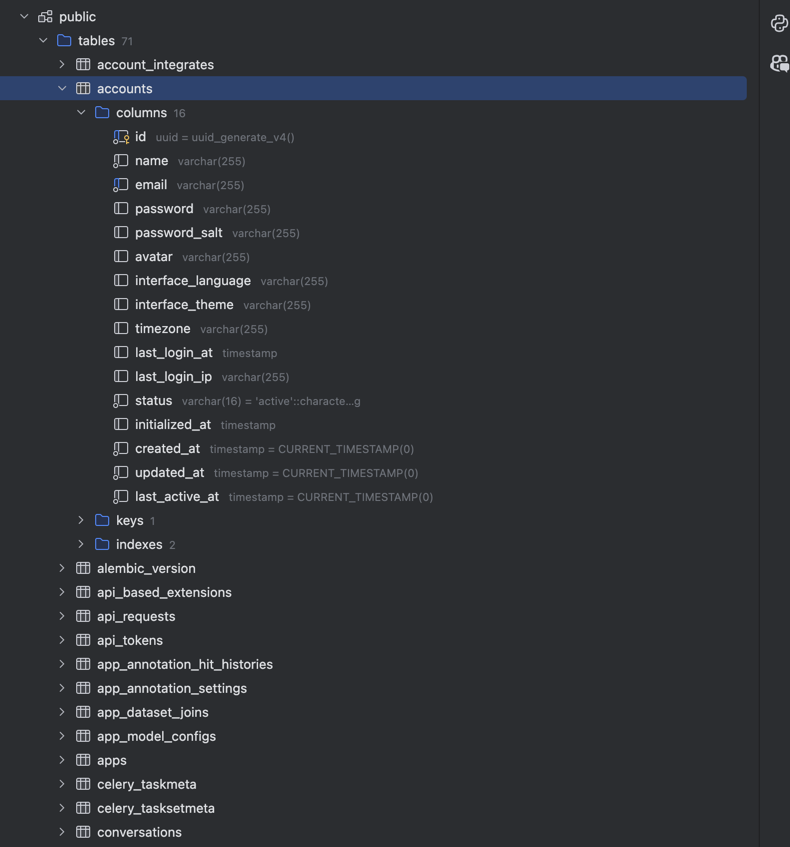 public
tables 71
account_integrates
accounts
columns 16
id uuid = uuid_generate_v4()
name varchar(255)
email varchar(255)
password varchar(255)
password_salt varchar(255)
avatar varchar(255)
interface_language varchar(255)
interface_theme varchar(255)
timezone varchar(255)
last_login_at timestamp
last_login_ip varchar(255)
status varchar(16) = 'active'::characte...g
initialized_at timestamp
created_at timestamp = CURRENT_TIMESTAMP(0)
updated_at timestamp = CURRENT_TIMESTAMP(0)
last_active_at timestamp = CURRENT_TIMESTAMP(0)
keys 1
indexes 2
alembic_version
api_based_extensions
api_requests
api_tokens
app_annotation_hit_histories
app_annotation_settings
app_dataset_joins
app_model_configs
apps
celery_taskmeta
celery_tasksetmeta
conversations